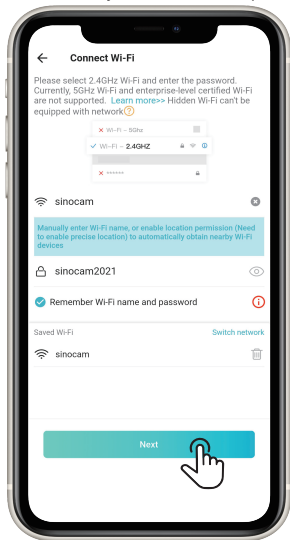 Connect Wi-Fi
Please select 2.4GHz Wi-Fi and enter the password.
Currently, 5GHz Wi-Fi and enterprise-level certified Wi-Fi
are not supported. Learn more>> Hidden Wi-Fi can't be
equipped with network?
× Wi-Fi – 5Ghz
✓ Wi-Fi – 2.4GHZ
× ******
sinocam
Manually enter Wi-Fi name, or enable location permission (Need
to enable precise location) to automatically obtain nearby Wi-Fi
devices
sinocam2021
Remember Wi-Fi name and password
Saved Wi-Fi Switch network
sinocam
Next